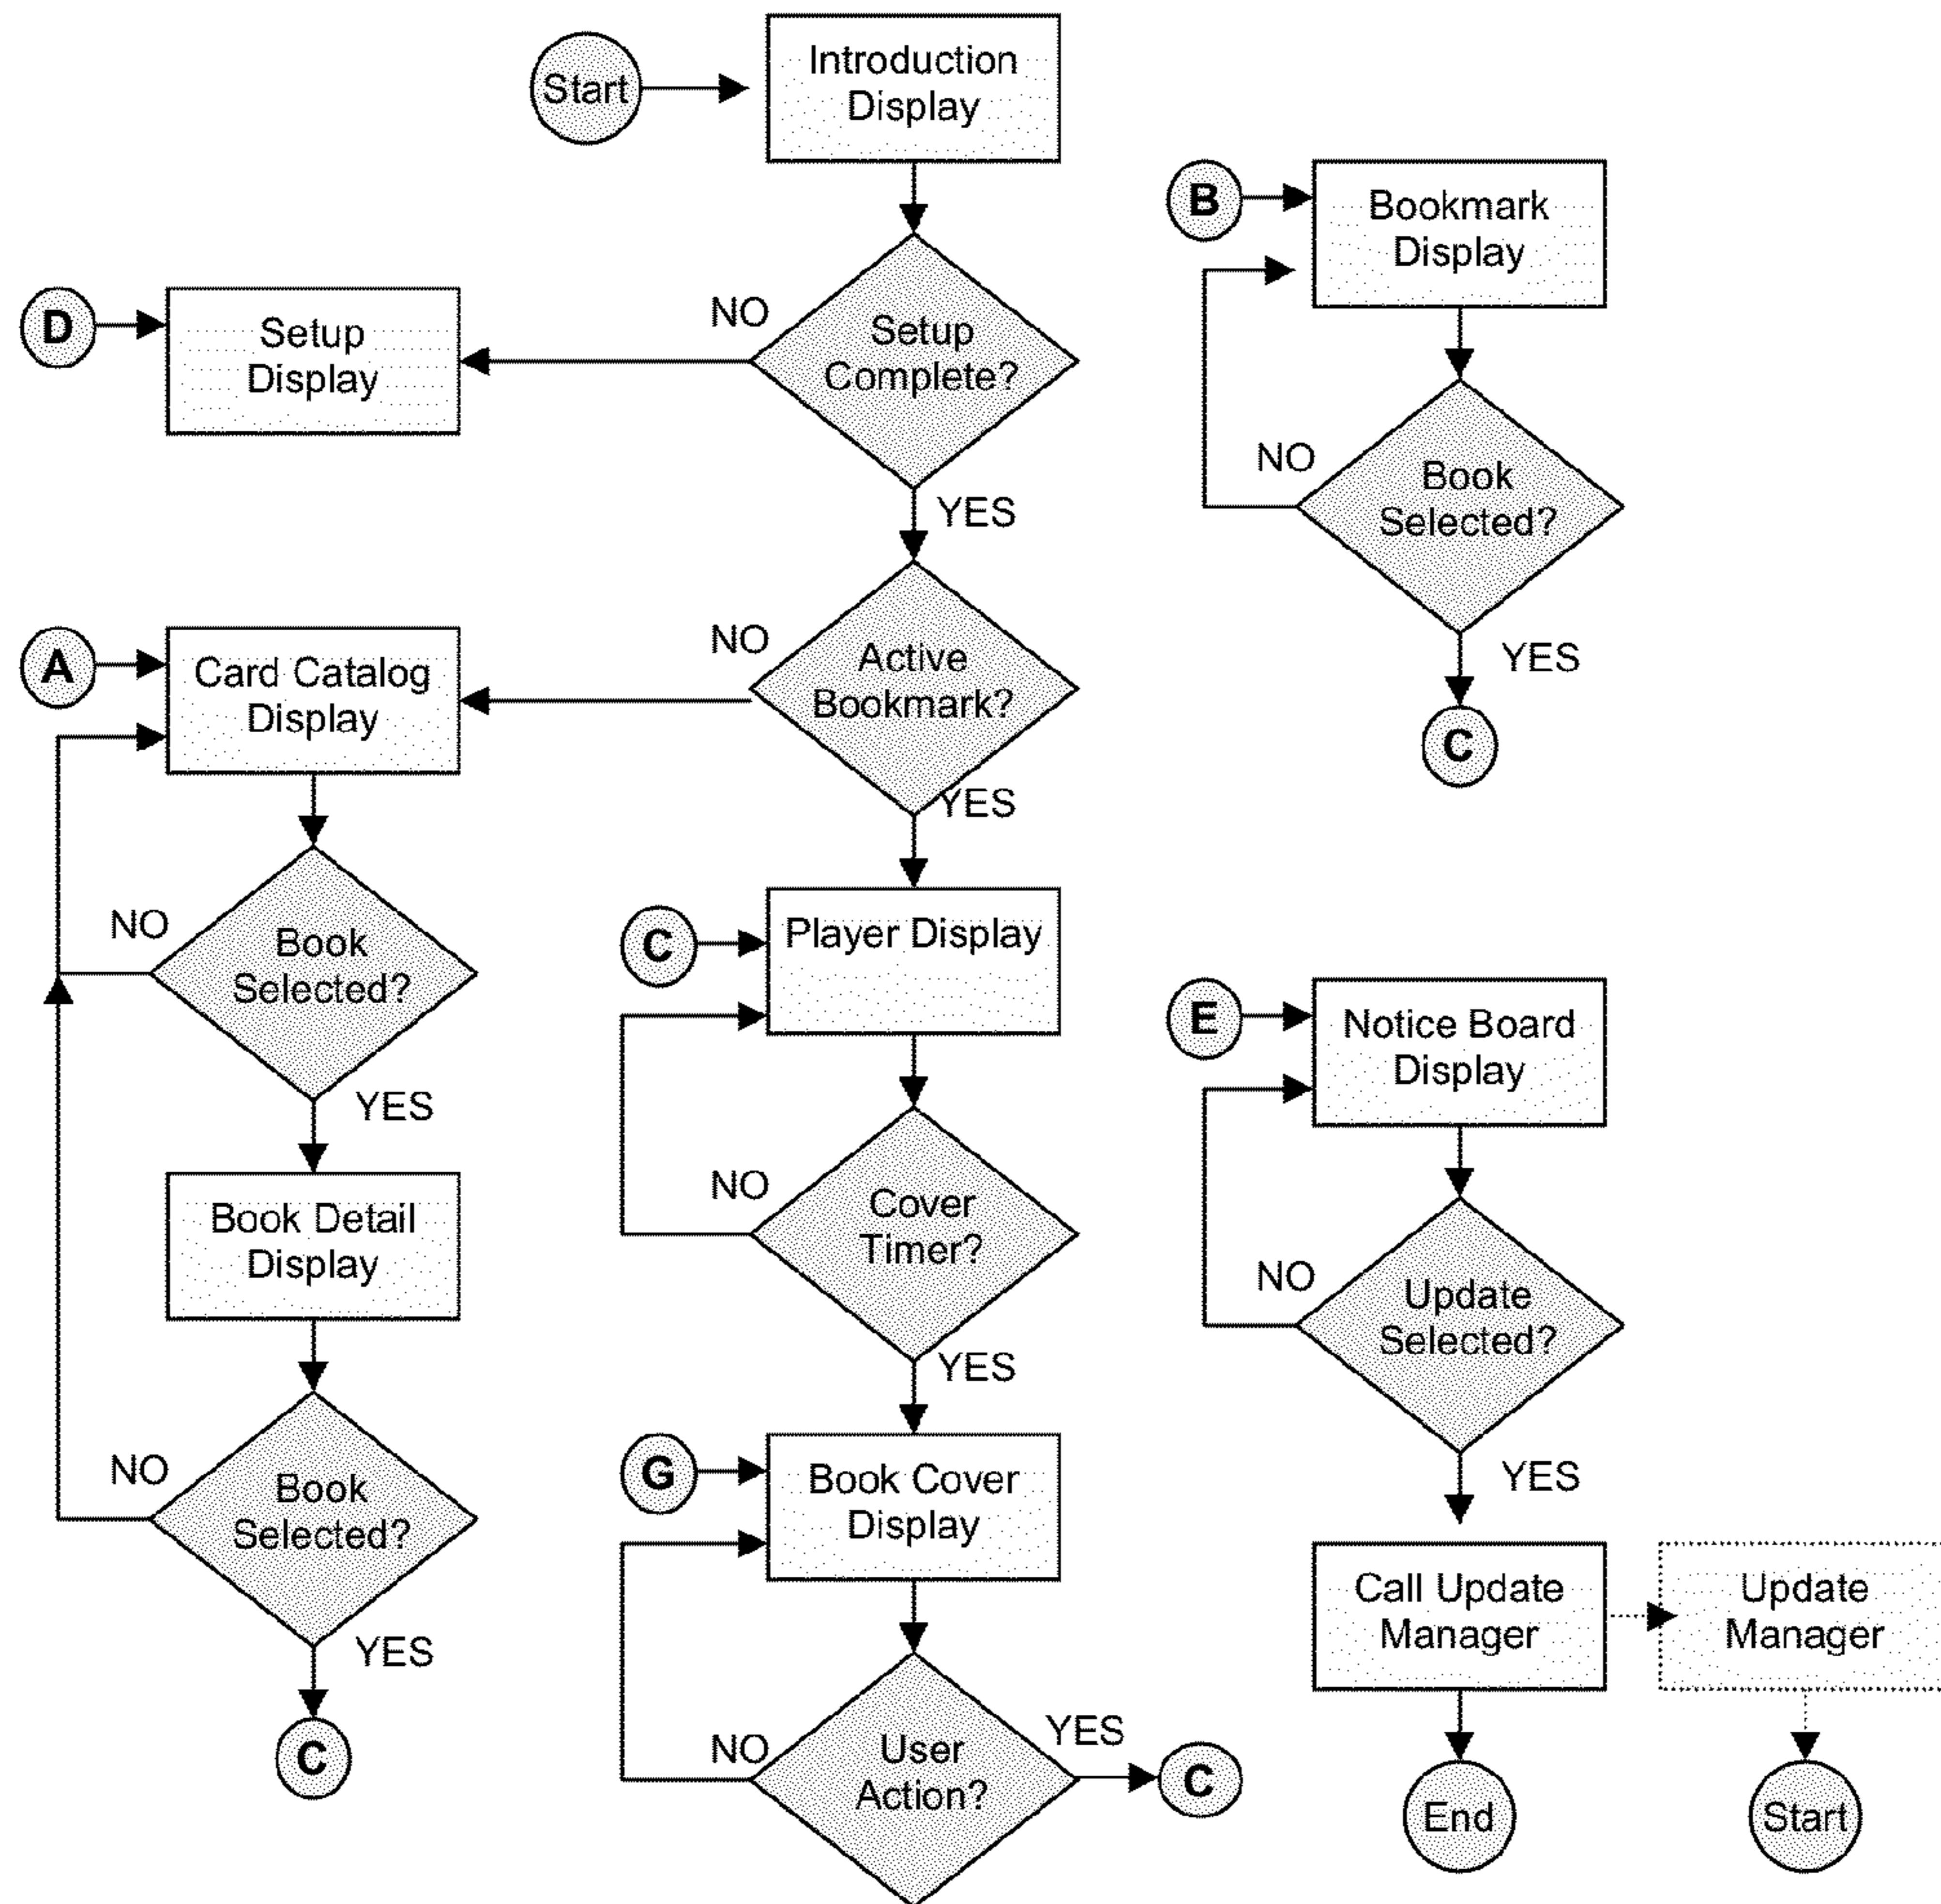 Start
Introduction
Display
B
Bookmark
Display
D
Setup
Display
NO
Setup
Complete?
NO
Book
Selected?
YES
A
Card Catalog
Display
NO
Active
Bookmark?
YES
C
YES
NO
Book
Selected?
C
Player Display
E
Notice Board
Display
YES
Book Detail
Display
NO
Cover
Timer?
NO
Update
Selected?
YES
NO
Book
Selected?
G
Book Cover
Display
YES
Call Update
Manager
Update
Manager
YES
C
NO
User
Action?
YES
C
End
Start